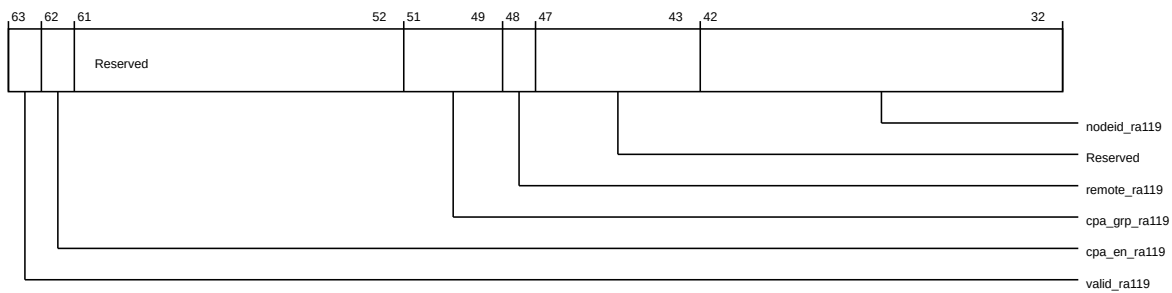 63 62 61 52 51 49 48 47 43 42 32
Reserved
nodeid_ra119
Reserved
remote_ra119
cpa_grp_ra119
cpa_en_ra119
valid_ra119